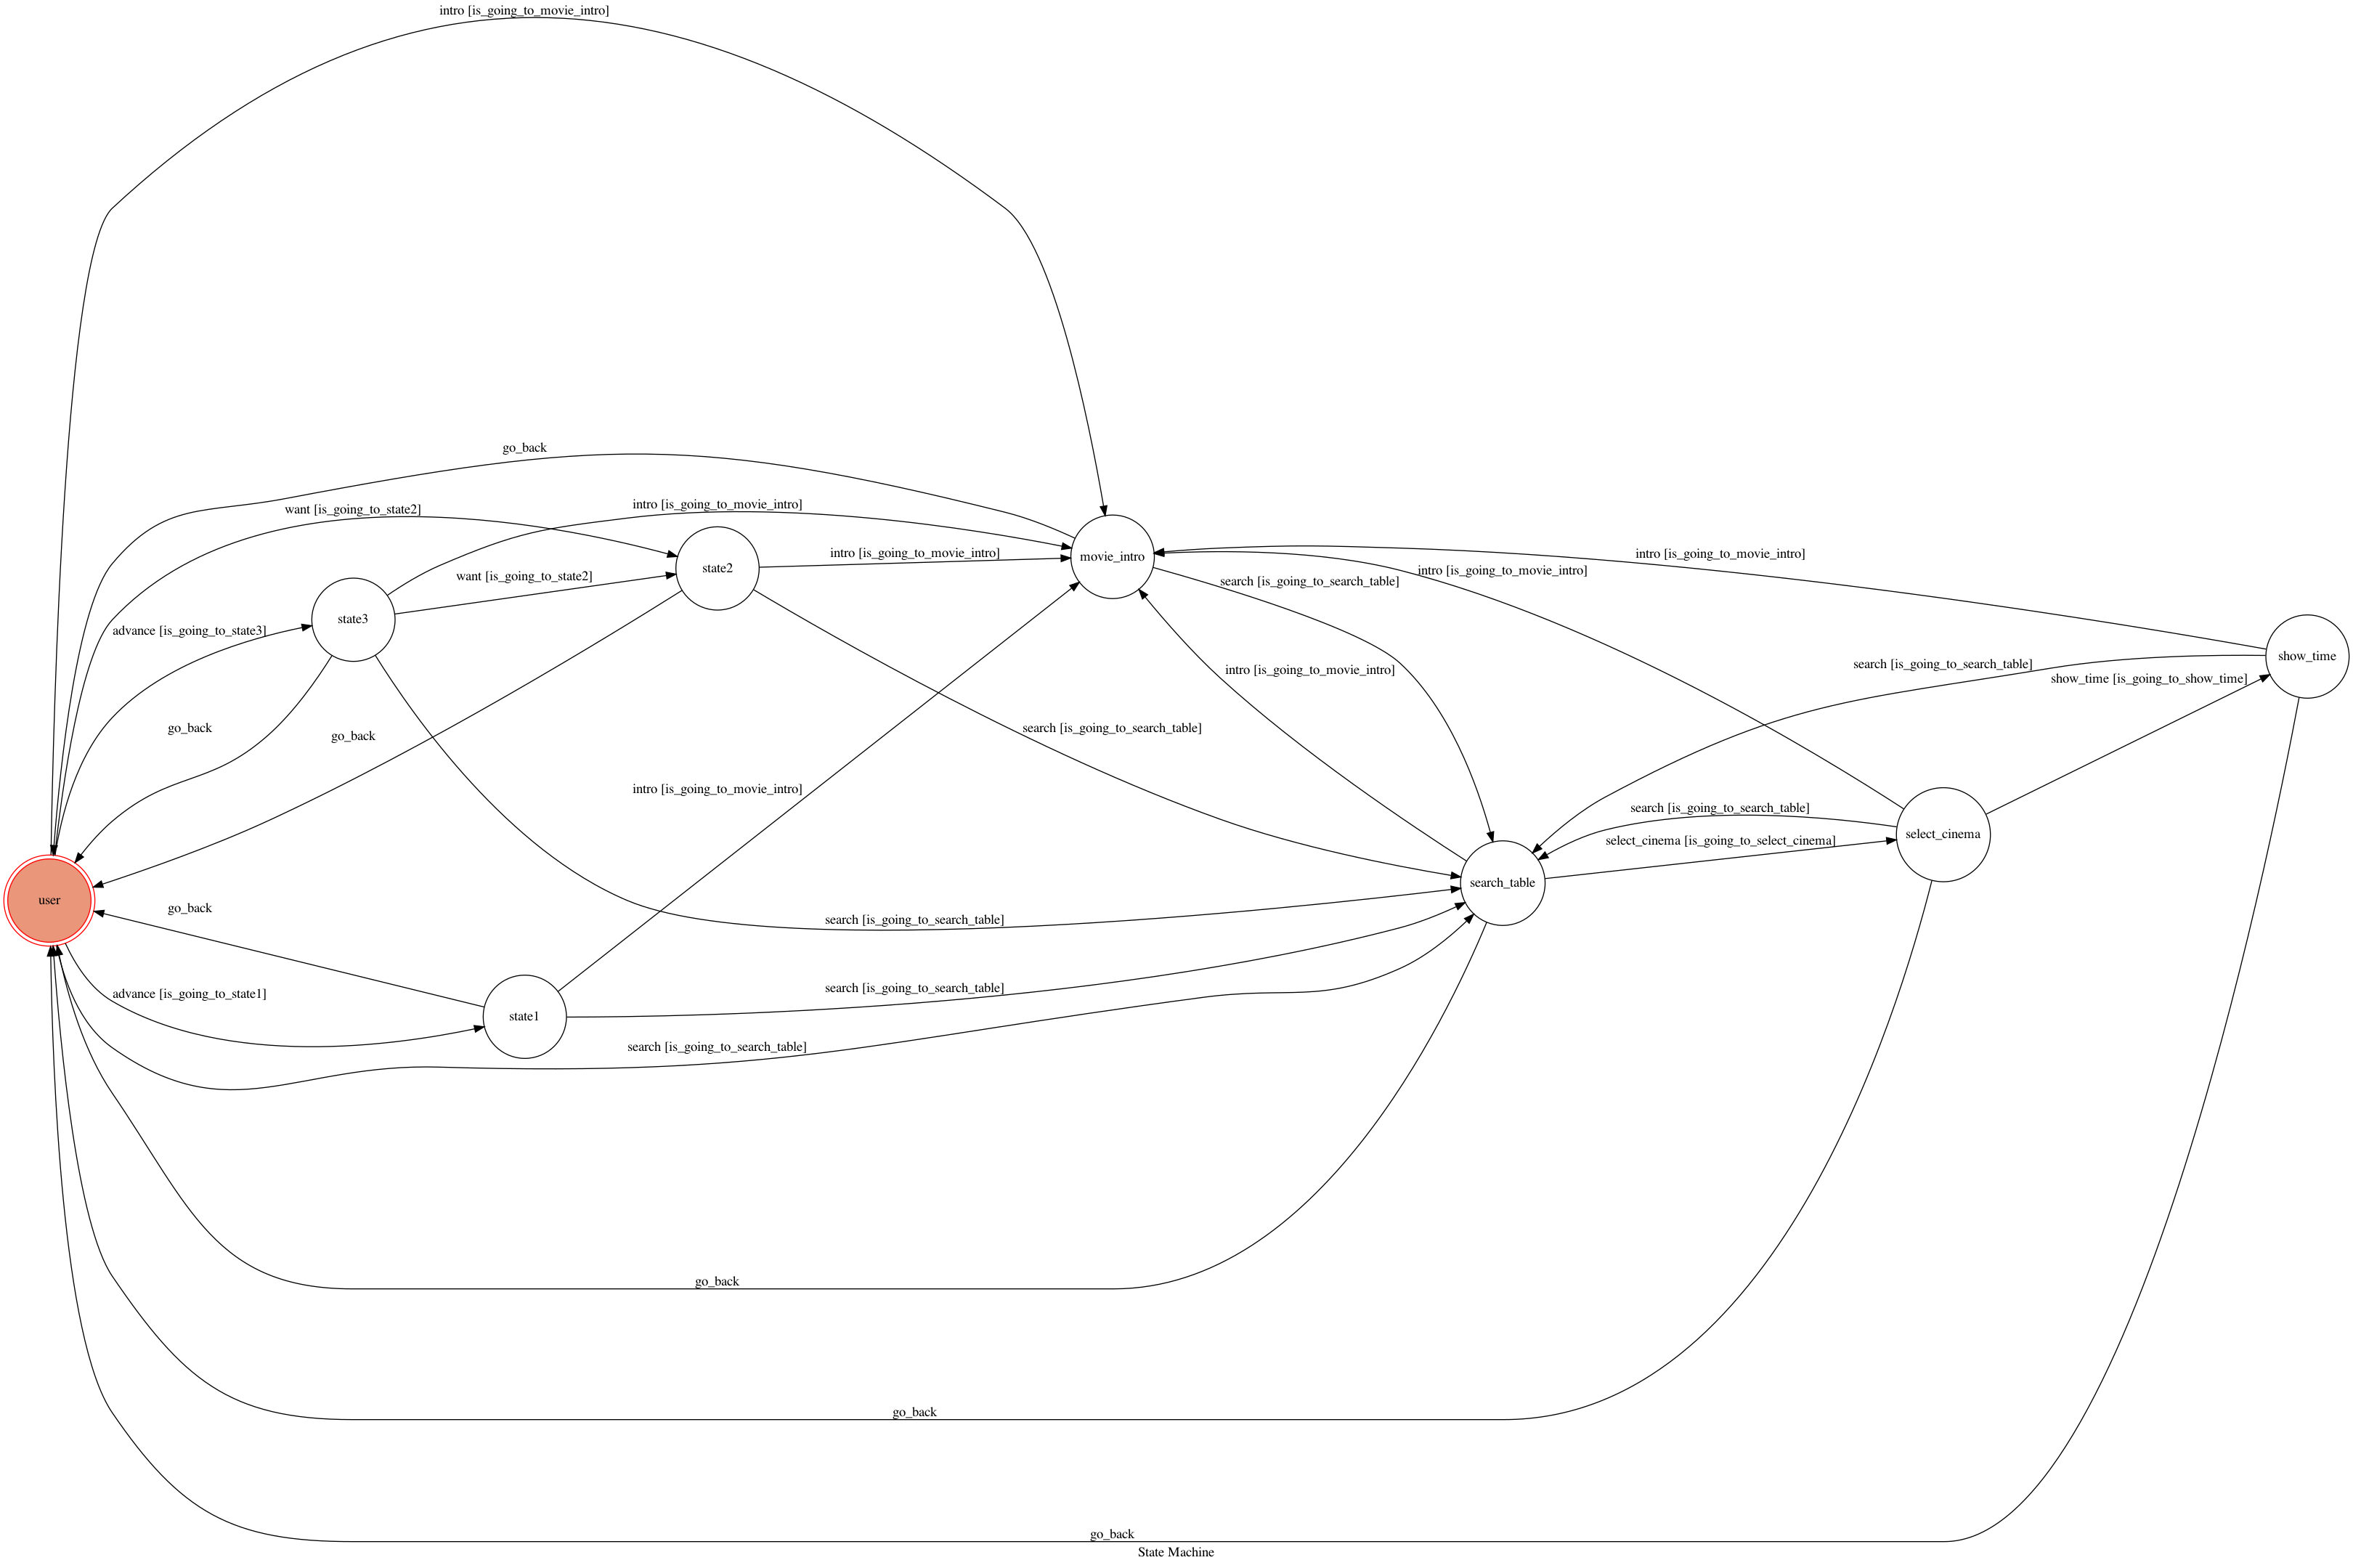 intro [is_going_to_movie_intro]
go_back
want [is_going_to_state2]
intro [is_going_to_movie_intro]
intro [is_going_to_movie_intro]
movie_intro
intro [is_going_to_movie_intro]
state2
want [is_going_to_state2]
intro [is_going_to_movie_intro]
search [is_going_to_search_table]
state3
advance [is_going_to_state3]
show_time
search [is_going_to_search_table]
intro [is_going_to_movie_intro]
show_time [is_going_to_show_time]
go_back
go_back
search [is_going_to_search_table]
intro [is_going_to_movie_intro]
search [is_going_to_search_table]
select_cinema
select_cinema [is_going_to_select_cinema]
search_table
user
go_back
search [is_going_to_search_table]
advance [is_going_to_state1]
search [is_going_to_search_table]
state1
search [is_going_to_search_table]
go_back
go_back
go_back
State Machine